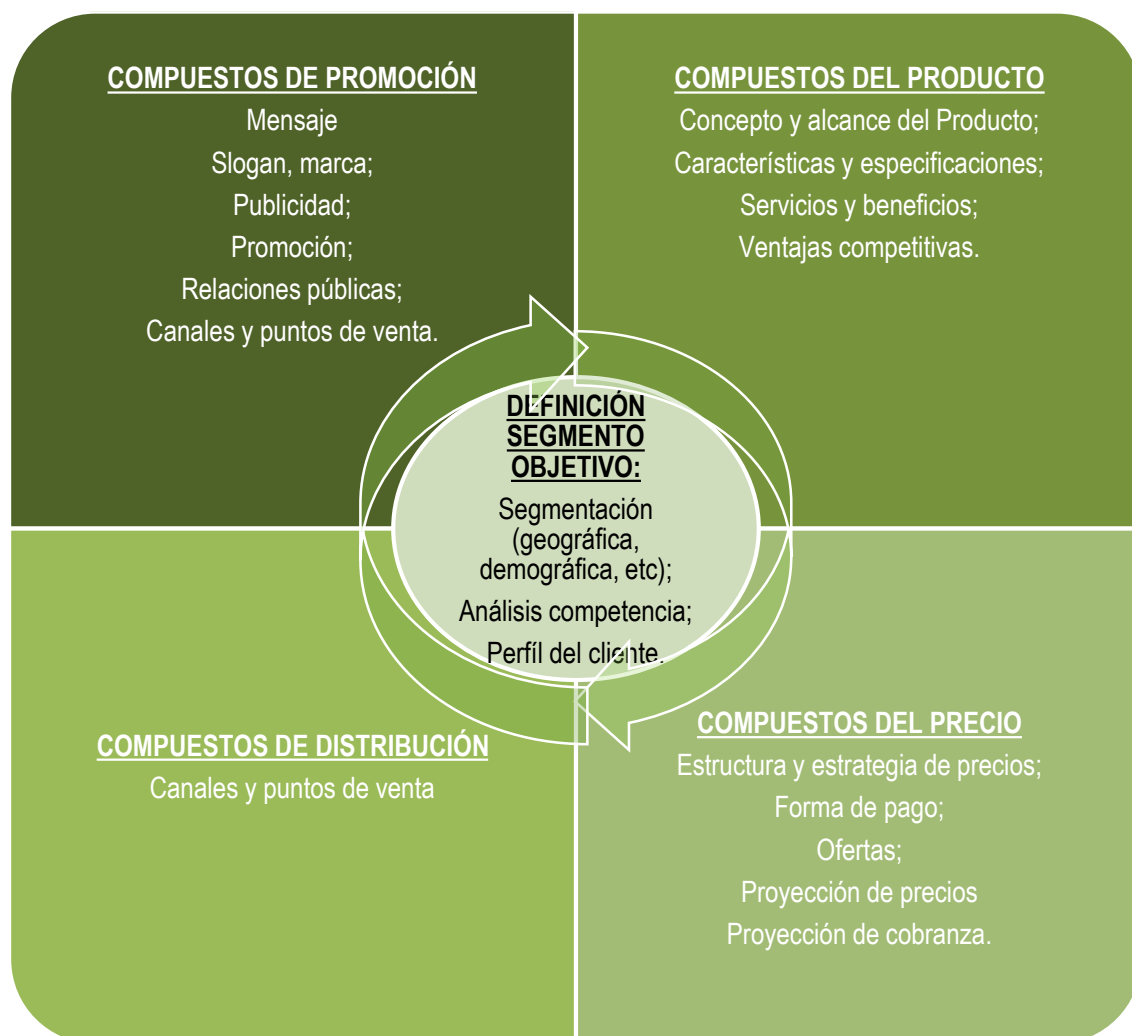 COMPUESTOS DE PROMOCIÓN
Mensaje
Slogan, marca;
Publicidad;
Promoción;
Relaciones públicas;
Canales y puntos de venta.
COMPUESTOS DEL PRODUCTO
Concepto y alcance del Producto;
Características y especificaciones;
Servicios y beneficios;
Ventajas competitivas.
DEFINICIÓN
SEGMENTO
OBJETIVO:
Segmentación
(geográfica,
demográfica, etc);
Análisis competencia;
Perfíl del cliente.
COMPUESTOS DE DISTRIBUCIÓN
Canales y puntos de venta
COMPUESTOS DEL PRECIO
Estructura y estrategia de precios;
Forma de pago;
Ofertas;
Proyección de precios
Proyección de cobranza.